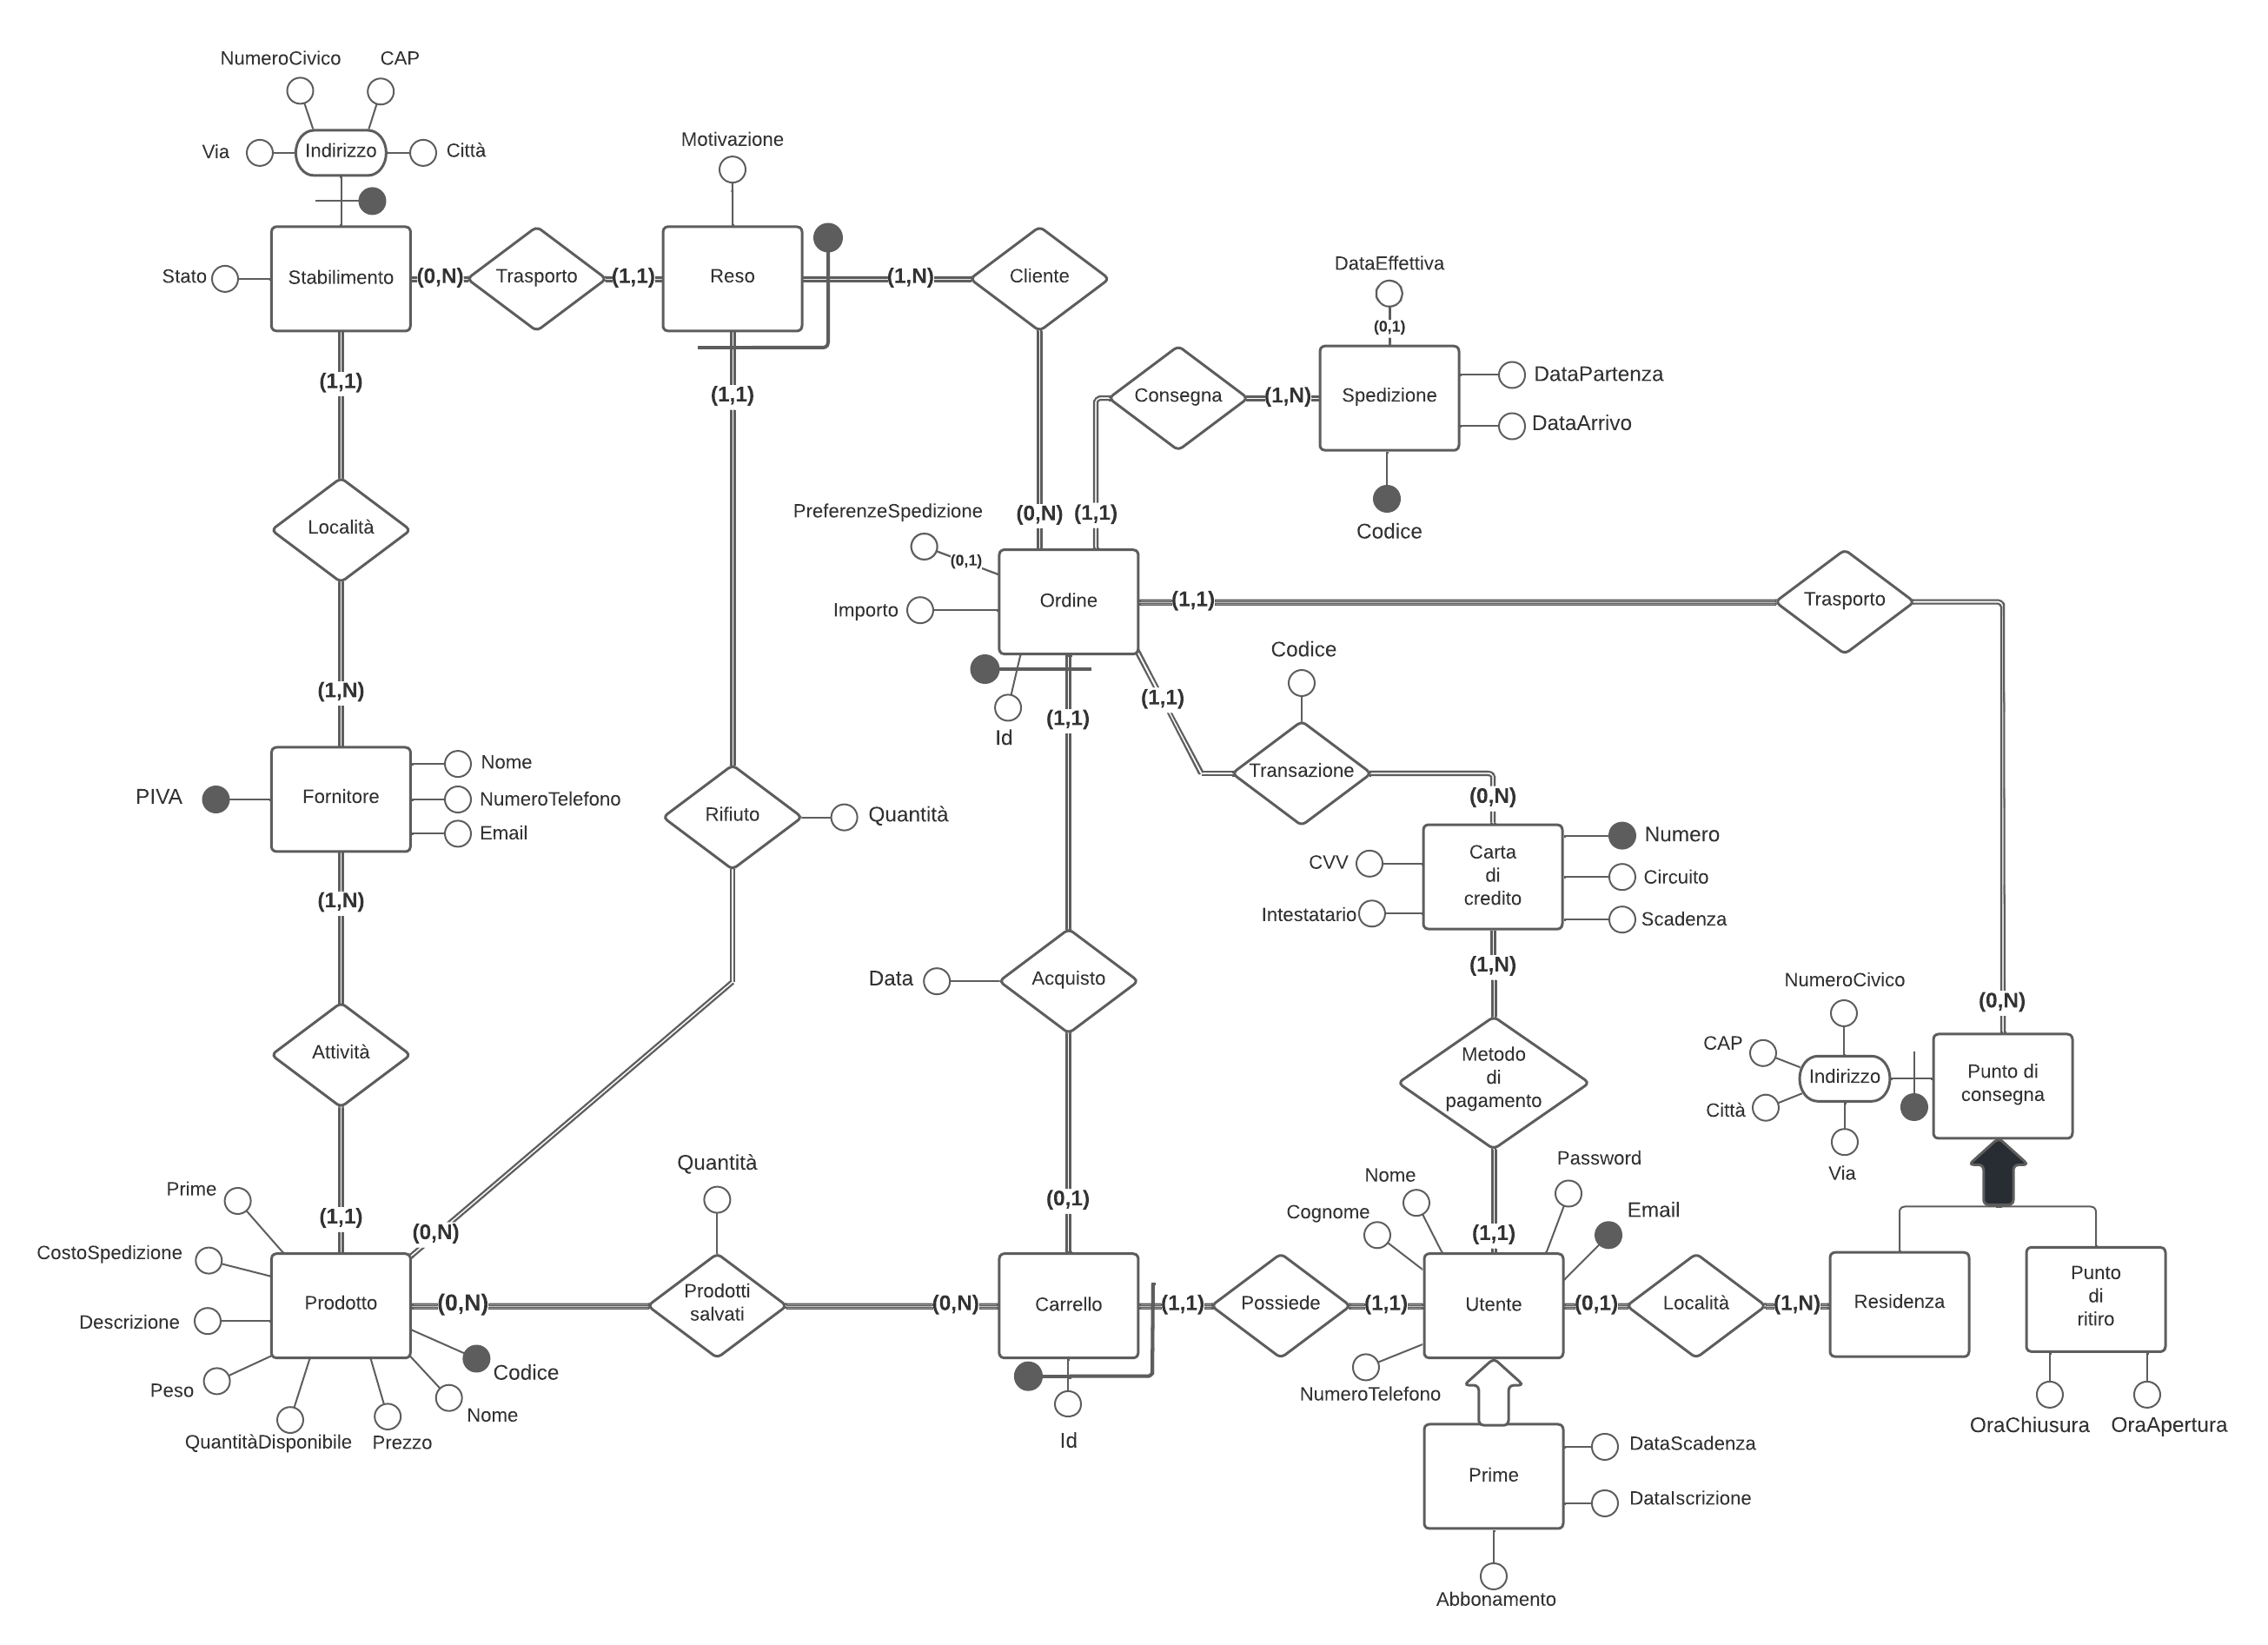 NumeroCivico
CAP
Via
Indirizzo
Città
Motivazione
Stato
Stabilimento
(0,N)
Trasporto
(1,1)
Reso
(1,N)
Cliente
DataEffettiva
(0,1)
(1,1)
(1,1)
Consegna
(1,N)
Spedizione
DataPartenza
DataArrivo
Codice
Località
PreferenzeSpedizione
(0,1)
(0,N)
(1,1)
Importo
Ordine
(1,1)
Trasporto
Id
(1,1)
(1,1)
Codice
Transazione
(0,N)
(1,N)
PIVA
Fornitore
Nome
NumeroTelefono
Email
(1,N)
Rifiuto
Quantità
CVV
Intestatario
Carta
di
credito
Numero
Circuito
Scadenza
(1,N)
Data
Acquisto
Attività
Metodo
di
pagamento
NumeroCivico
CAP
Indirizzo
Città
Via
(0,N)
Punto di
consegna
Prime
(1,1)
(0,N)
CostoSpedizione
Descrizione
Peso
QuantitàDisponibile
Prezzo
Nome
Codice
Prodotto
(0,N)
Quantità
Prodotti
salvati
(0,N)
(0,1)
Carrello
Id
(1,1)
Possiede
(1,1)
Cognome
Nome
(1,1)
Password
Email
Utente
NumeroTelefono
(0,1)
Località
(1,N)
Residenza
Punto
di
ritiro
OraChiusura
OraApertura
Prime
DataScadenza
DataIscrizione
Abbonamento